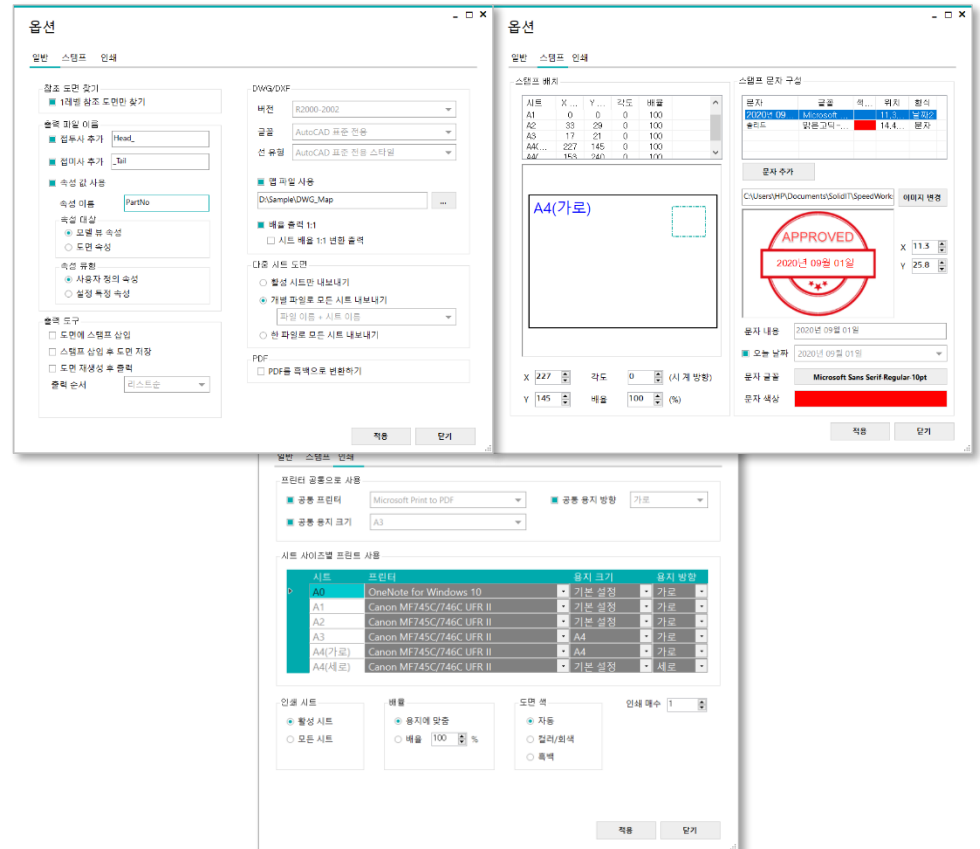 옵션
일반 스탬프 인쇄
참조 도면 찾기
1레벨 참조 도면만 찾기
출력 파일 이름
접두사 추가 Head_
접미사 추가 _Tail
속성 값 사용
속성 이름 PartNo
속성 대상
모델 뷰 속성
도면 속성
속성 유형
사용자 정의 속성
설정 특정 속성
출력 도구
도면에 스탬프 삽입
스탬프 삽입 후 도면 저장
도면 재생성 후 출력
출력 순서 리스트순
DWG/DXF
버전 R2000-2002
글꼴 AutoCAD 표준 전용
선 유형 AutoCAD 표준 전용 스타일
맵 파일 사용
D:\Sample\DWG_Map ...
배율 출력 1:1
시트 배율 1:1 변환 출력
다중 시트 도면
활성 시트만 내보내기
개별 파일로 모든 시트 내보내기
파일 이름 + 시트 이름
한 파일로 모든 시트 내보내기
PDF
PDF를 흑백으로 변환하기
적용 닫기
옵션
일반 스탬프 인쇄
스탬프 배치
시트 X ... Y ... 각도 배율
A1 0 0 0 100
A2 33 29 0 100
A3 17 21 0 100
A4(... 227 145 0 100
A4(... 153 240 0 100
A4(가로)
X 227 각도 0 (시계 방향)
Y 145 배율 100 (%)
스탬프 문자 구성
문자 글꼴 색... 위치 형식
2020년 09 Microsoft ... 11,3... 날짜2
솔리드 맑은고딕-... 14,4... 문자
문자 추가
C:\Users\HP\Documents\SolidIT\SpeedWork: 이미지 변경
APPROVED
2020년 09월 01일
X 11.3
Y 25.8
문자 내용 2020년 09월 01일
오늘 날짜 2020년 09월 01일
문자 글꼴 Microsoft Sans Serif-Regular-10pt
문자 색상
적용 닫기
일반 스탬프 인쇄
프린터 공통으로 사용
공통 프린터 Microsoft Print to PDF 공통 용지 방향 가로
공통 용지 크기 A3
시트 사이즈별 프린트 사용
시트 프린터 용지 크기 용지 방향
A0 OneNote for Windows 10 기본 설정 가로
A1 Canon MF745C/746C UFR II 기본 설정 가로
A2 Canon MF745C/746C UFR II 기본 설정 가로
A3 Canon MF745C/746C UFR II A4 가로
A4(가로) Canon MF745C/746C UFR II A4 가로
A4(세로) Canon MF745C/746C UFR II 기본 설정 세로
인쇄 시트 배율 도면 색 인쇄 매수 1
활성 시트 용지에 맞춤 자동
모든 시트 배율 100 % 컬러/회색
흑백
적용 닫기